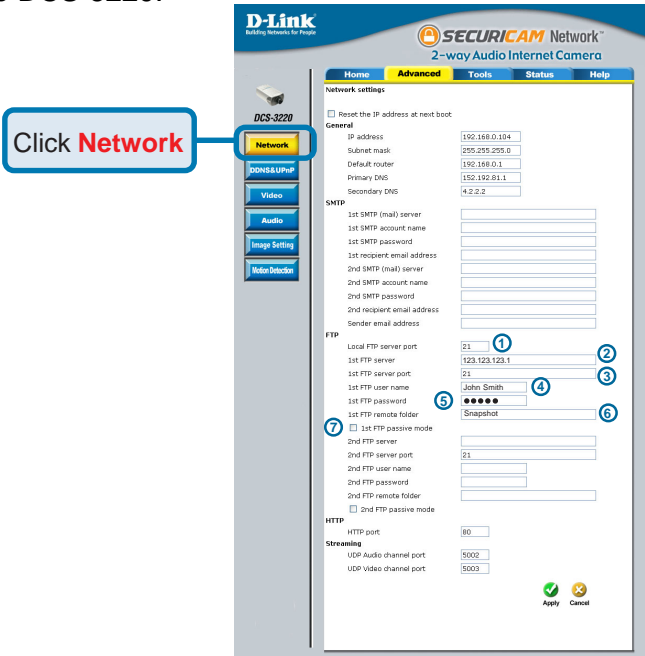 D-Link
Building Networks for People
SECURICAM Network™
2-way Audio Internet Camera
Home Advanced Tools Status Help
DCS-3220
Click Network
Network
DDNS&UPnP
Video
Audio
Image Setting
Motion Detection
Network settings
Reset the IP address at next boot
General
IP address 192.168.0.104
Subnet mask 255.255.255.0
Default router 192.168.0.1
Primary DNS 152.192.81.1
Secondary DNS 4.2.2.2
SMTP
1st SMTP (mail) server
1st SMTP account name
1st SMTP password
1st recipient email address
2nd SMTP (mail) server
2nd SMTP account name
2nd SMTP password
2nd recipient email address
Sender email address
FTP
Local FTP server port 21 1
1st FTP server 123.123.123.1 2
1st FTP server port 21 3
1st FTP user name John Smith 4
1st FTP password 5 ●●●●●
1st FTP remote folder Snapshot 6
7 1st FTP passive mode
2nd FTP server
2nd FTP server port 21
2nd FTP user name
2nd FTP password
2nd FTP remote folder
2nd FTP passive mode
HTTP
HTTP port 80
Streaming
UDP Audio channel port 5002
UDP Video channel port 5003
Apply Cancel